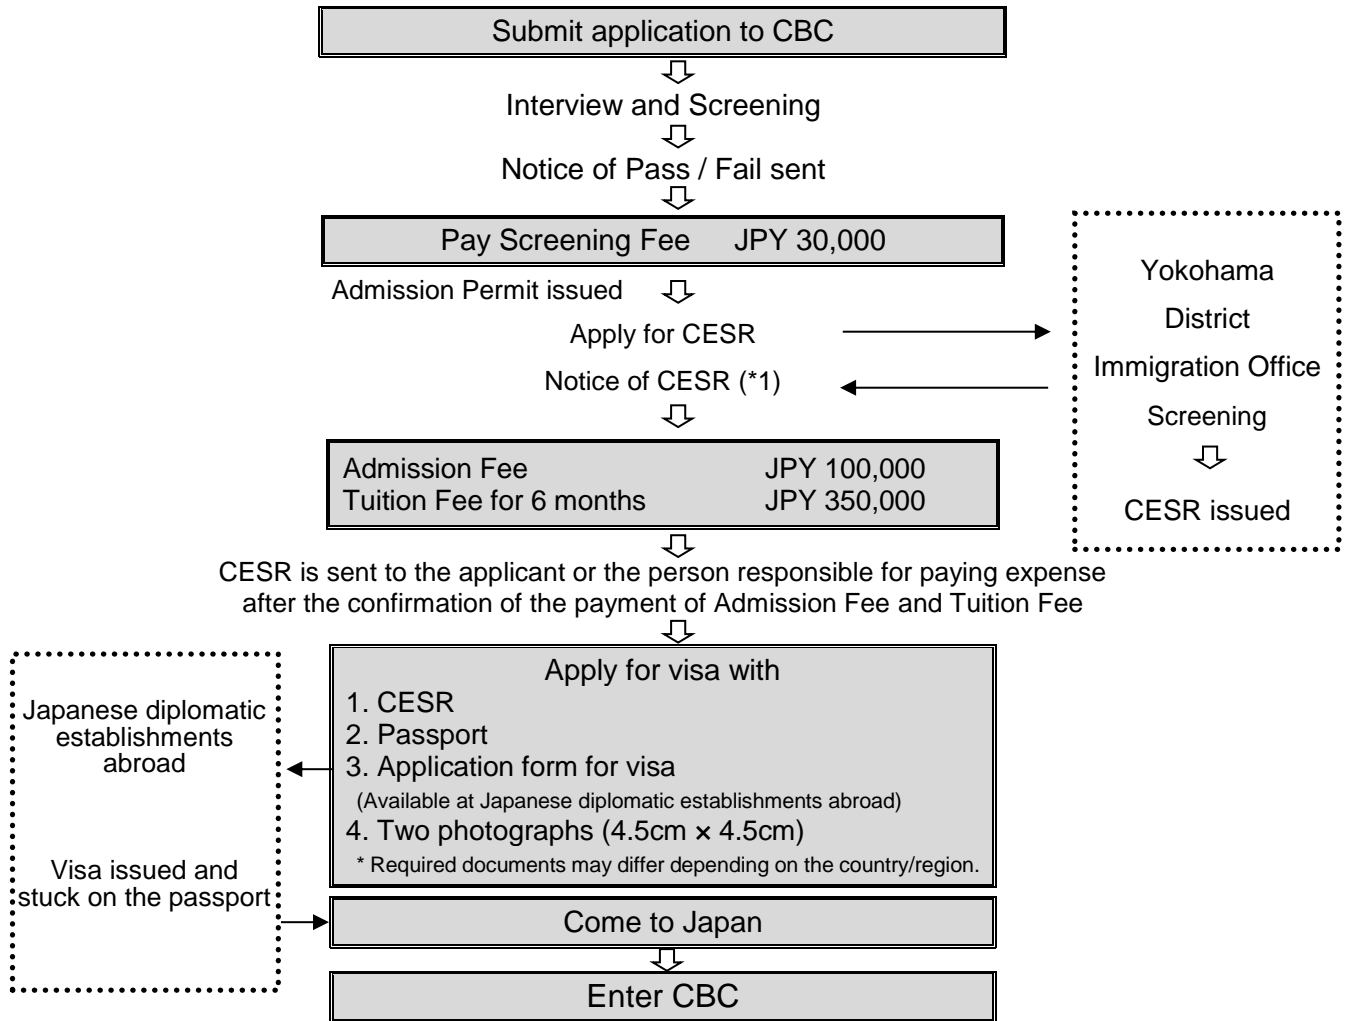 Submit application to CBC
Interview and Screening
Notice of Pass / Fail sent
Pay Screening Fee JPY 30,000
Admission Permit issued
Apply for CESR
Notice of CESR (*1)
Yokohama
District
Immigration Office
Screening
CESR issued
Admission Fee JPY 100,000
Tuition Fee for 6 months JPY 350,000
CESR is sent to the applicant or the person responsible for paying expense
after the confirmation of the payment of Admission Fee and Tuition Fee
Apply for visa with
1. CESR
2. Passport
3. Application form for visa
(Available at Japanese diplomatic establishments abroad)
4. Two photographs (4.5cm × 4.5cm)
* Required documents may differ depending on the country/region.
Japanese diplomatic
establishments
abroad
Visa issued and
stuck on the passport
Come to Japan
Enter CBC